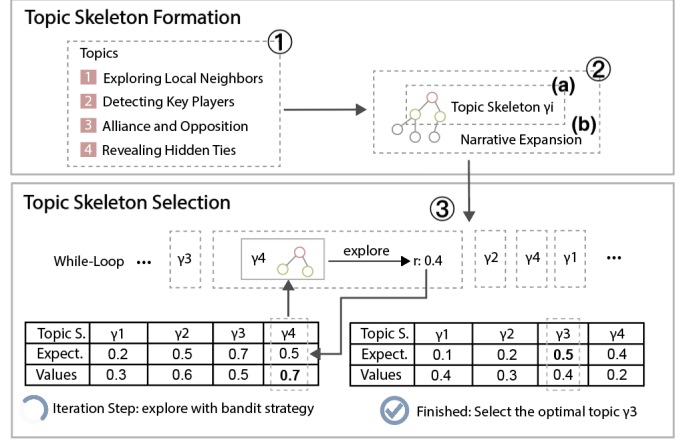 Topic Skeleton Formation
①
Topics
1 Exploring Local Neighbors
2 Detecting Key Players
3 Alliance and Opposition
4 Revealing Hidden Ties
②
(a)
Topic Skeleton γi
(b)
Narrative Expansion
Topic Skeleton Selection
③
While-Loop ••• γ3 γ4 explore r: 0.4 γ2 γ4 γ1 •••
Topic S. γ1 γ2 γ3 γ4
Expect. 0.2 0.5 0.7 0.5
Values 0.3 0.6 0.5 0.7
Topic S. γ1 γ2 γ3 γ4
Expect. 0.1 0.2 0.5 0.4
Values 0.4 0.3 0.4 0.2
Iteration Step: explore with bandit strategy
Finished: Select the optimal topic γ3